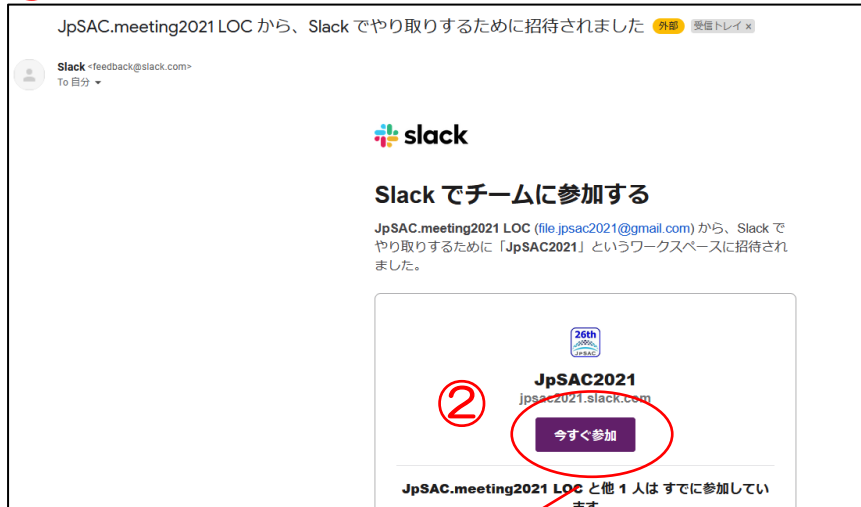 JpSAC.meeting2021 LOC から、Slack でやり取りするために招待されました 外部 受信トレイ ×
Slack <feedback@slack.com>
To 自分
slack
Slack でチームに参加する
JpSAC.meeting2021 LOC (file.jpsac2021@gmail.com) から、Slack で
やり取りするために「JpSAC2021」というワークスペースに招待され
ました。
26th
JpSAC
JpSAC2021
②
jpsac2021.slack.com
今すぐ参加
JpSAC.meeting2021 LOC と他 1 人は すでに参加してい
ます